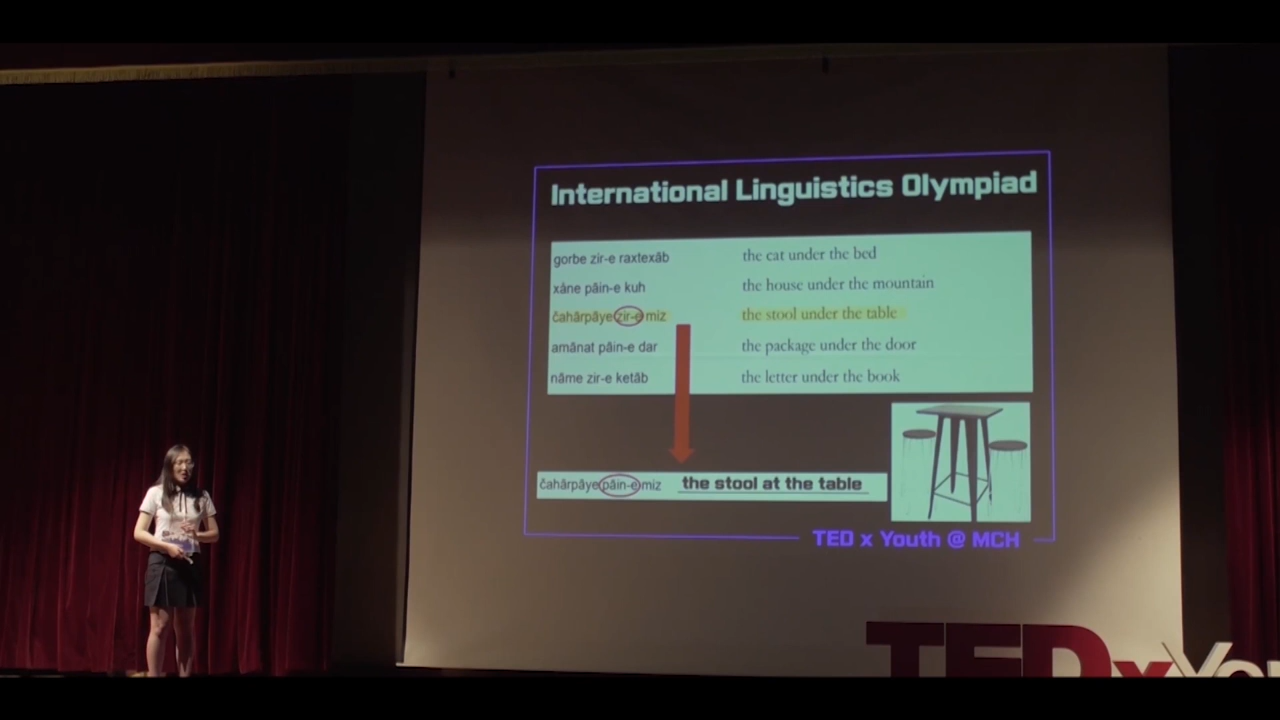 International Linguistics Olympiad
gorbe zir-e raxtexāb the cat under the bed
xāne pāin-e kuh the house under the mountain
čahārpāye zir-e miz the stool under the table
amānat pāin-e dar the package under the door
nāme zir-e ketāb the letter under the book
čahārpāye pāin-e miz the stool at the table
TED x Youth @ MCH
TEDxYou